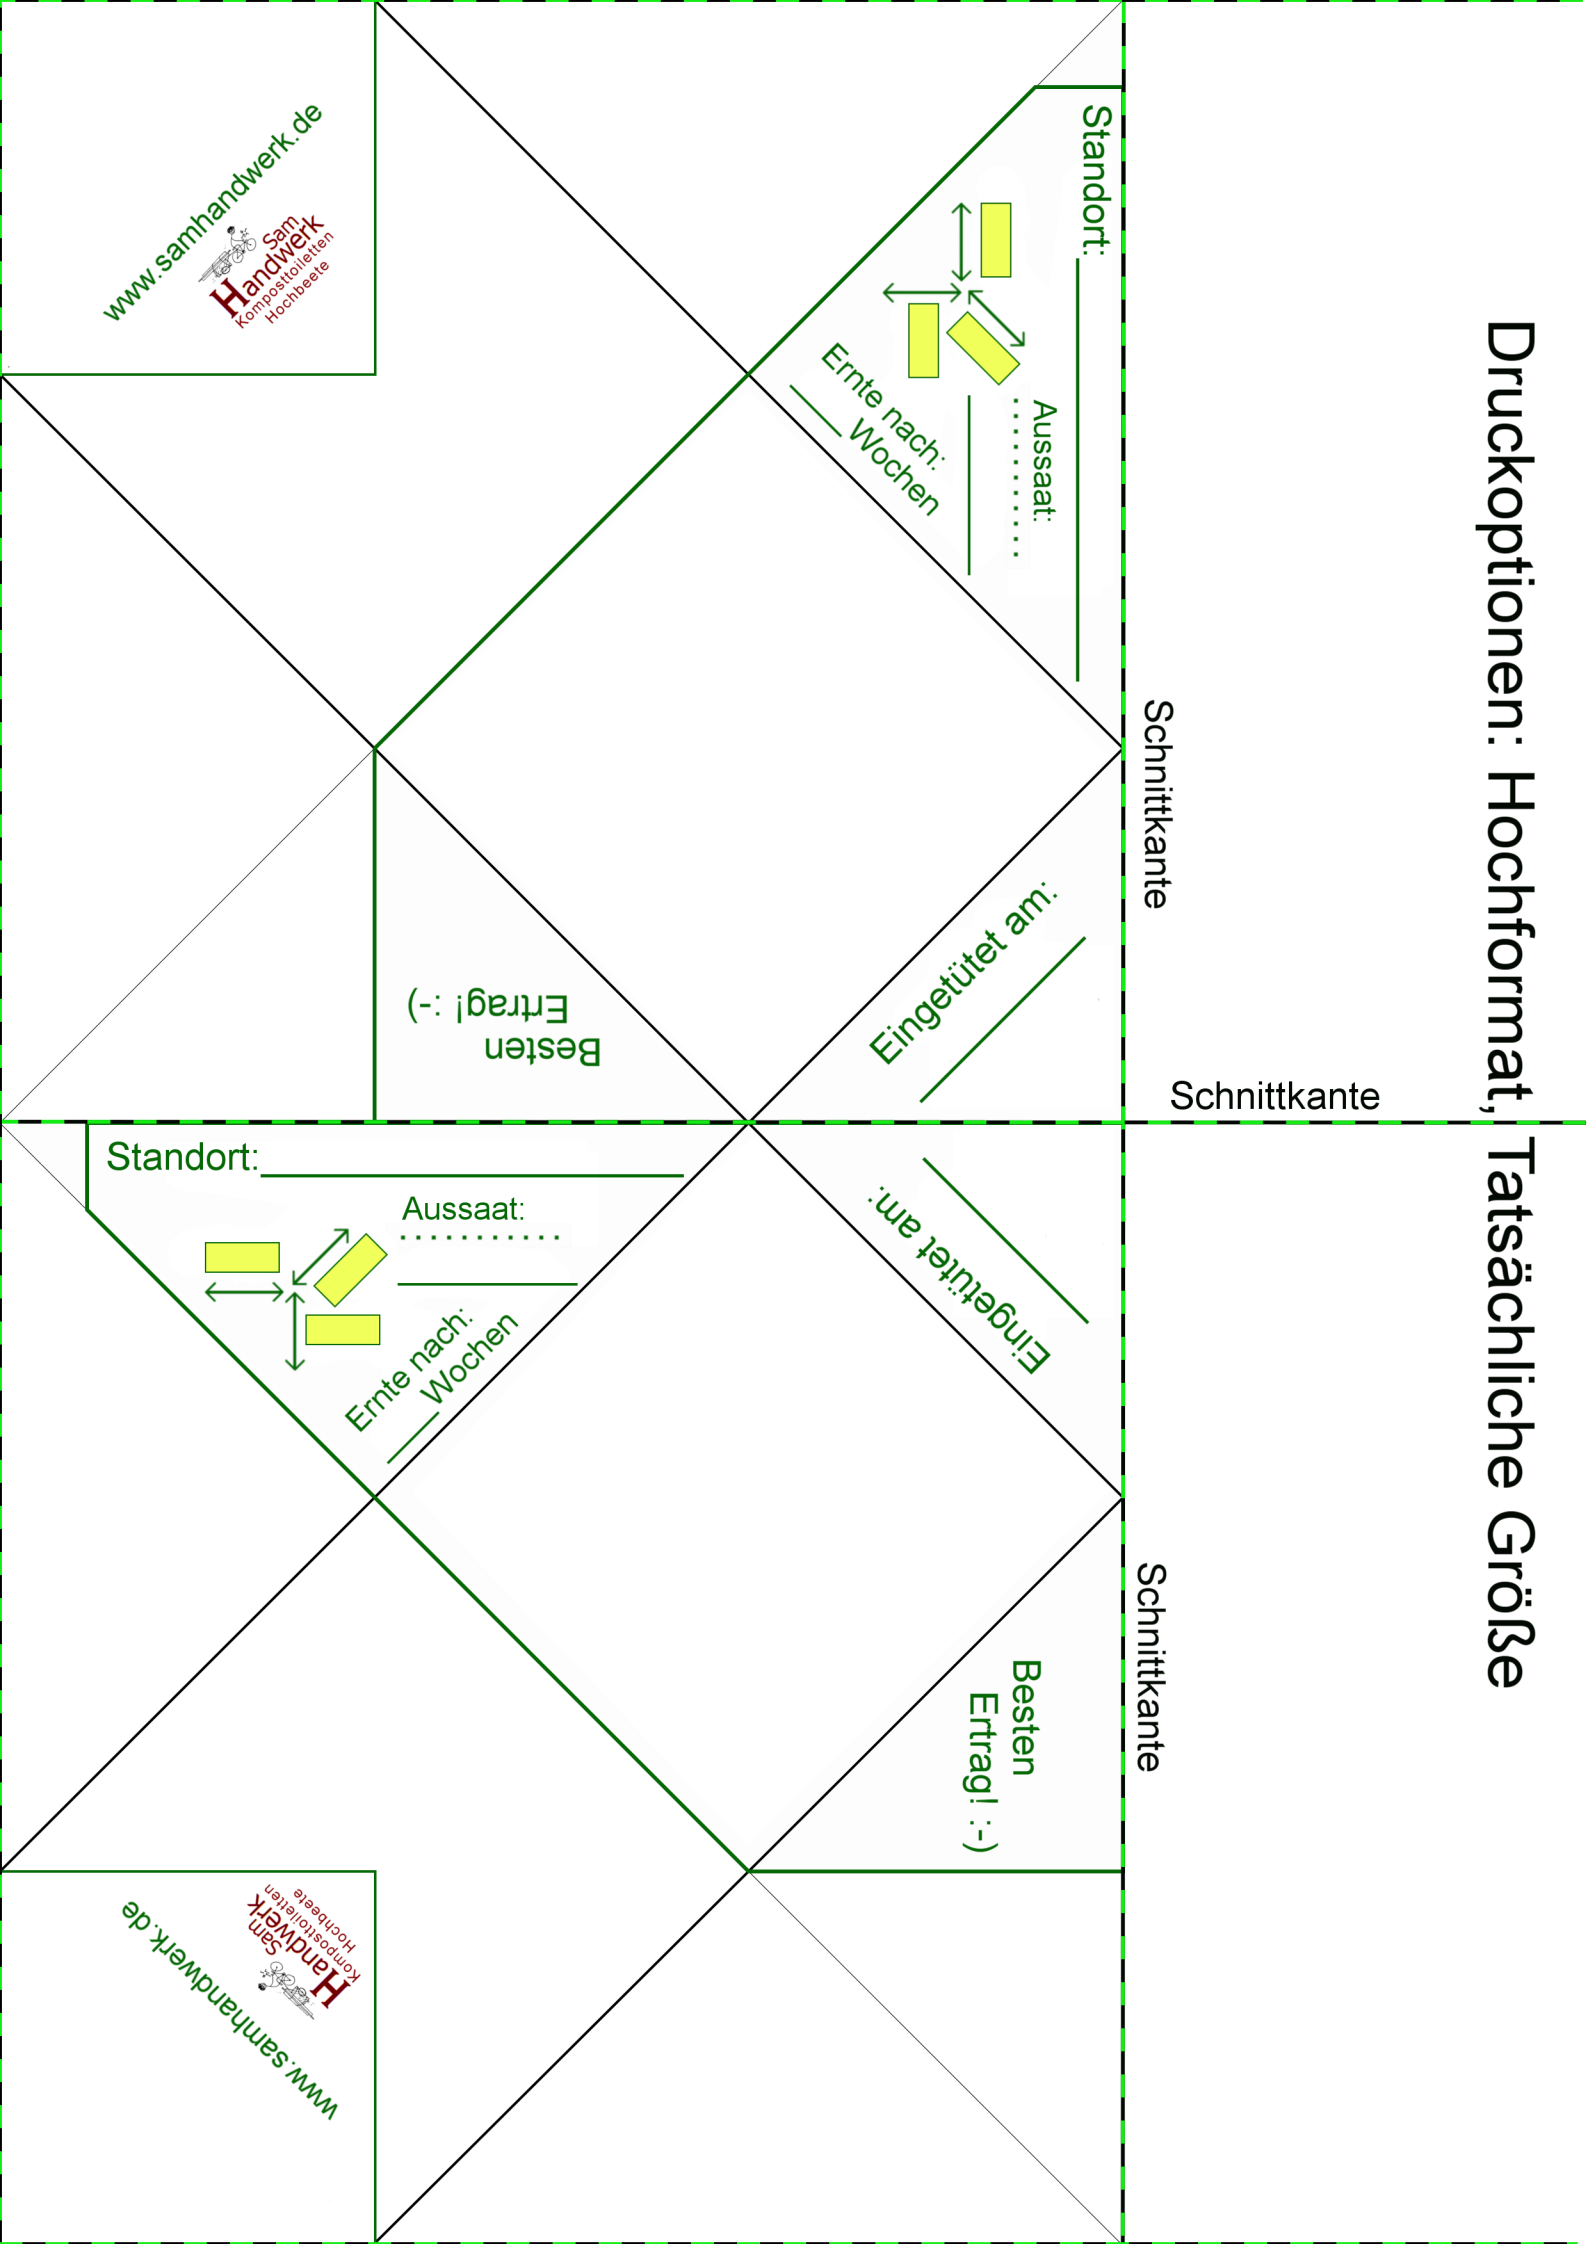 www.samhandwerk.de
Sam
Handwerk
Komposttoiletten
Hochbeete
Standort:
Aussaat:
Ernte nach:
Wochen
Eingetütet am:
Besten
Ertrag! :-)
Schnittkante
Schnittkante
Druckoptionen: Hochformat, Tatsächliche Größe
Standort:
Aussaat:
Ernte nach:
Wochen
Eingetütet am:
Besten
Ertrag! :-)
Schnittkante
Sam
Handwerk
Komposttoiletten
Hochbeete
www.samhandwerk.de